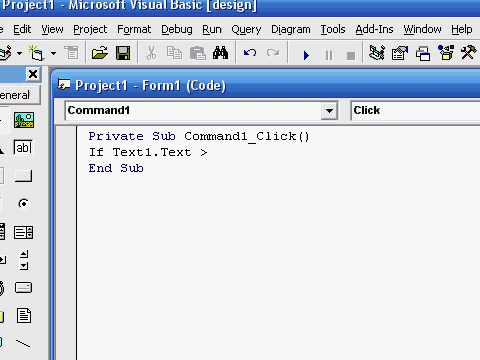 Project1 - Microsoft Visual Basic [design]
Edit View Project Format Debug Run Query Diagram Tools Add-Ins Window Help
Project1 - Form1 (Code)
eneral
Command1 Click
ab|
Private Sub Command1_Click()
If Text1.Text >
End Sub